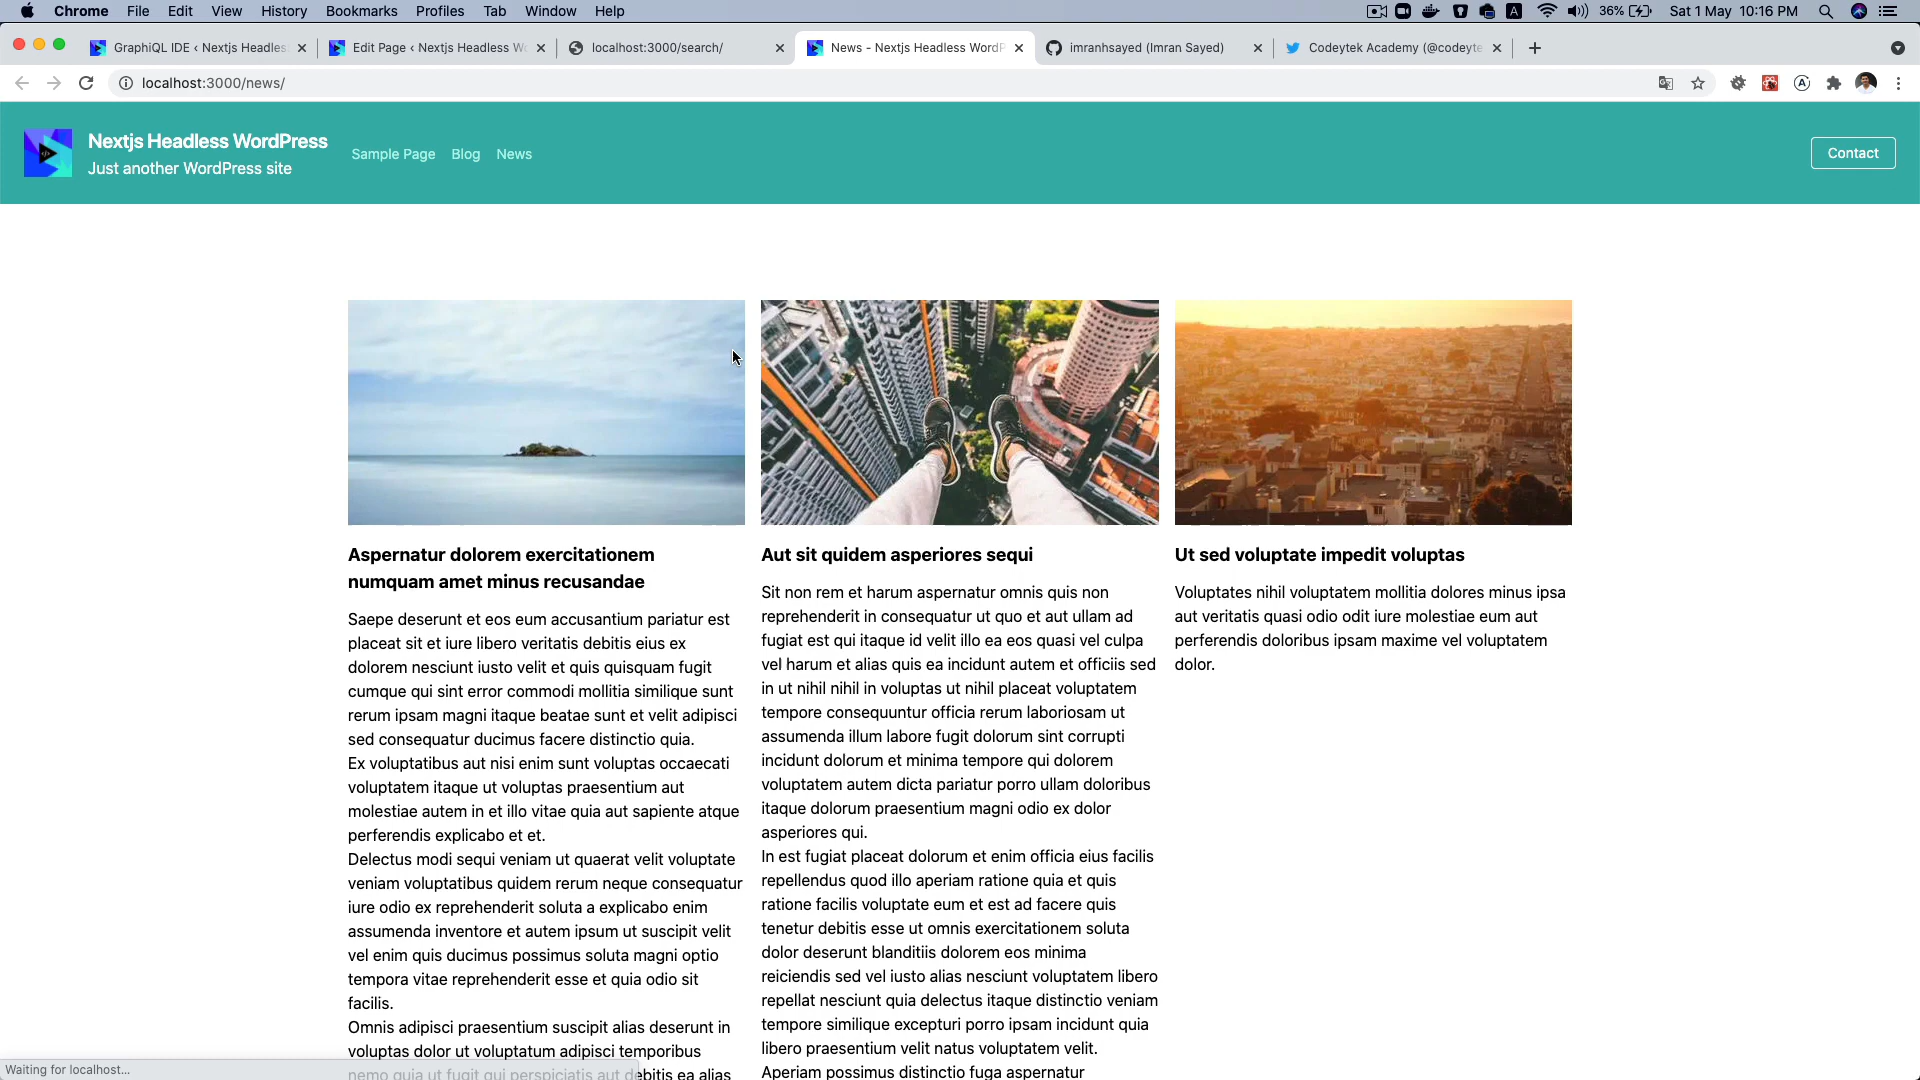 Chrome File Edit View History Bookmarks Profiles Tab Window Help 36% Sat 1 May 10:16 PM
GraphiQL IDE ‹ Nextjs Headles Edit Page ‹ Nextjs Headless Wo localhost:3000/search/ News - Nextjs Headless WordP imranhsayed (Imran Sayed) Codeytek Academy (@codeyte
localhost:3000/news/
Nextjs Headless WordPress
Just another WordPress site
Sample Page Blog News
Contact
Aspernatur dolorem exercitationem
numquam amet minus recusandae
Saepe deserunt et eos eum accusantium pariatur est
placeat sit et iure libero veritatis debitis eius ex
dolorem nesciunt iusto velit et quis quisquam fugit
cumque qui sint error commodi mollitia similique sunt
rerum ipsam magni itaque beatae sunt et velit adipisci
sed consequatur ducimus facere distinctio quia.
Ex voluptatibus aut nisi enim sunt voluptas occaecati
voluptatem itaque ut voluptas praesentium aut
molestiae autem in et illo vitae quia aut sapiente atque
perferendis explicabo et et.
Delectus modi sequi veniam ut quaerat velit voluptate
veniam voluptatibus quidem rerum neque consequatur
iure odio ex reprehenderit soluta a explicabo enim
assumenda inventore et autem ipsum ut suscipit velit
vel enim quis ducimus possimus soluta magni optio
tempora vitae reprehenderit esse et quia odio sit
facilis.
Omnis adipisci praesentium suscipit alias deserunt in
voluptas dolor ut voluptatum adipisci temporibus
nemo quia ut fugit qui perspiciatis aut debitis ea alias
Aut sit quidem asperiores sequi
Sit non rem et harum aspernatur omnis quis non
reprehenderit in consequatur ut quo et aut ullam ad
fugiat est qui itaque id velit illo ea eos quasi vel culpa
vel harum et alias quis ea incidunt autem et officiis sed
in ut nihil nihil in voluptas ut nihil placeat voluptatem
tempore consequuntur officia rerum laboriosam ut
assumenda illum labore fugit dolorum sint corrupti
incidunt dolorum et minima tempore qui dolorem
voluptatem autem dicta pariatur porro ullam doloribus
itaque dolorum praesentium magni odio ex dolor
asperiores qui.
In est fugiat placeat dolorum et enim officia eius facilis
repellendus quod illo aperiam ratione quia et quis
ratione facilis voluptate eum et est ad facere quis
tenetur debitis esse ut omnis exercitationem soluta
dolor deserunt blanditiis dolorem eos minima
reiciendis sed vel iusto alias nesciunt voluptatem libero
repellat nesciunt quia delectus itaque distinctio veniam
tempore similique excepturi porro ipsam incidunt quia
libero praesentium velit natus voluptatem velit.
Aperiam possimus distinctio fuga aspernatur
Ut sed voluptate impedit voluptas
Voluptates nihil voluptatem mollitia dolores minus ipsa
aut veritatis quasi odio odit iure molestiae eum aut
perferendis doloribus ipsam maxime vel voluptatem
dolor.
Waiting for localhost...